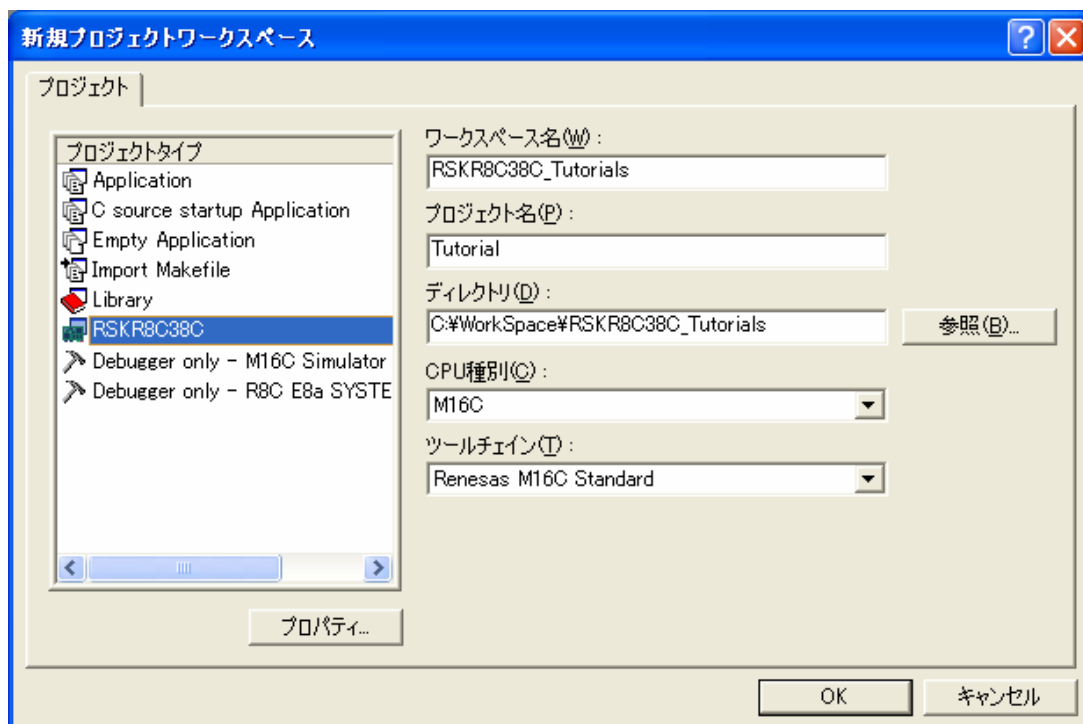 新規プロジェクトワークスペース
プロジェクト
プロジェクトタイプ
Application
C source startup Application
Empty Application
Import Makefile
Library
RSKR8C38C
Debugger only - M16C Simulator
Debugger only - R8C E8a SYSTE
プロパティ...
ワークスペース名(W) :
RSKR8C38C_Tutorials
プロジェクト名(P) :
Tutorial
ディレクトリ(D) :
C:¥WorkSpace¥RSKR8C38C_Tutorials
参照(B)...
CPU種別(C) :
M16C
ツールチェイン(T) :
Renesas M16C Standard
OK
キャンセル